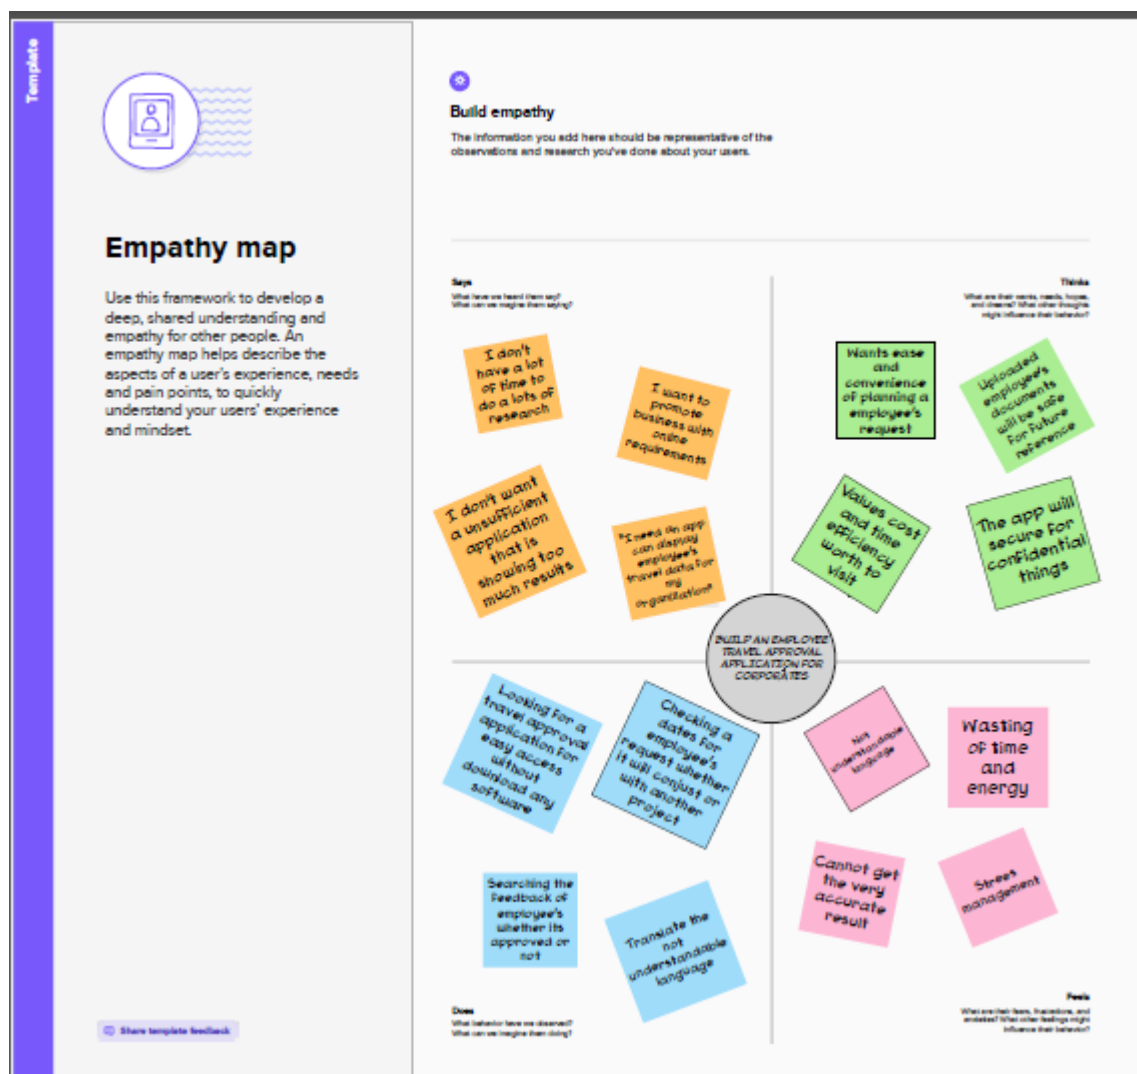 Template
Empathy map
Use this framework to develop a
deep, shared understanding and
empathy for other people. An
empathy map helps describe the
aspects of a user's experience, needs
and pain points, to quickly
understand your users' experience
and mindset.
Share template feedback
Build empathy
The information you add here should be representative of the
observations and research you've done about your users.
Says
What have we heard them say?
What can we imagine them saying?
I don't
have a lot
of time to
do a lots of
research
I want to
promote
business with
online
requirements
I don't want
a unsufficient
application
that is
showing too
much results
"I need an app
can display
employee's
travel data for
my
organization"
Thinks
What are their wants, needs, hopes,
and dreams? What other thoughts
might influence their behavior?
Wants ease
and
convenience
of planning a
employee's
request
Uploaded
employee's
documents
will be safe
for future
reference
Values cost
and time
efficiency
worth to
visit
The app will
secure for
confidential
things
BUILD AN EMPLOYEE
TRAVEL APPROVAL
APPLICATION FOR
CORPORATES
Looking for a
travel approval
application for
easy access
without
download any
software
Checking a
dates for
employee's
request whether
it will conjust or
with another
project
Searching the
feedback of
employee's
whether its
approved or
not
Translate the
not
understandable
language
Does
What behavior have we observed?
What can we imagine them doing?
Not
understandable
language
Wasting
of time
and
energy
Cannot get
the very
accurate
result
Strees
management
Feels
What are their fears, frustrations, and
anxieties? What other feelings might
influence their behavior?